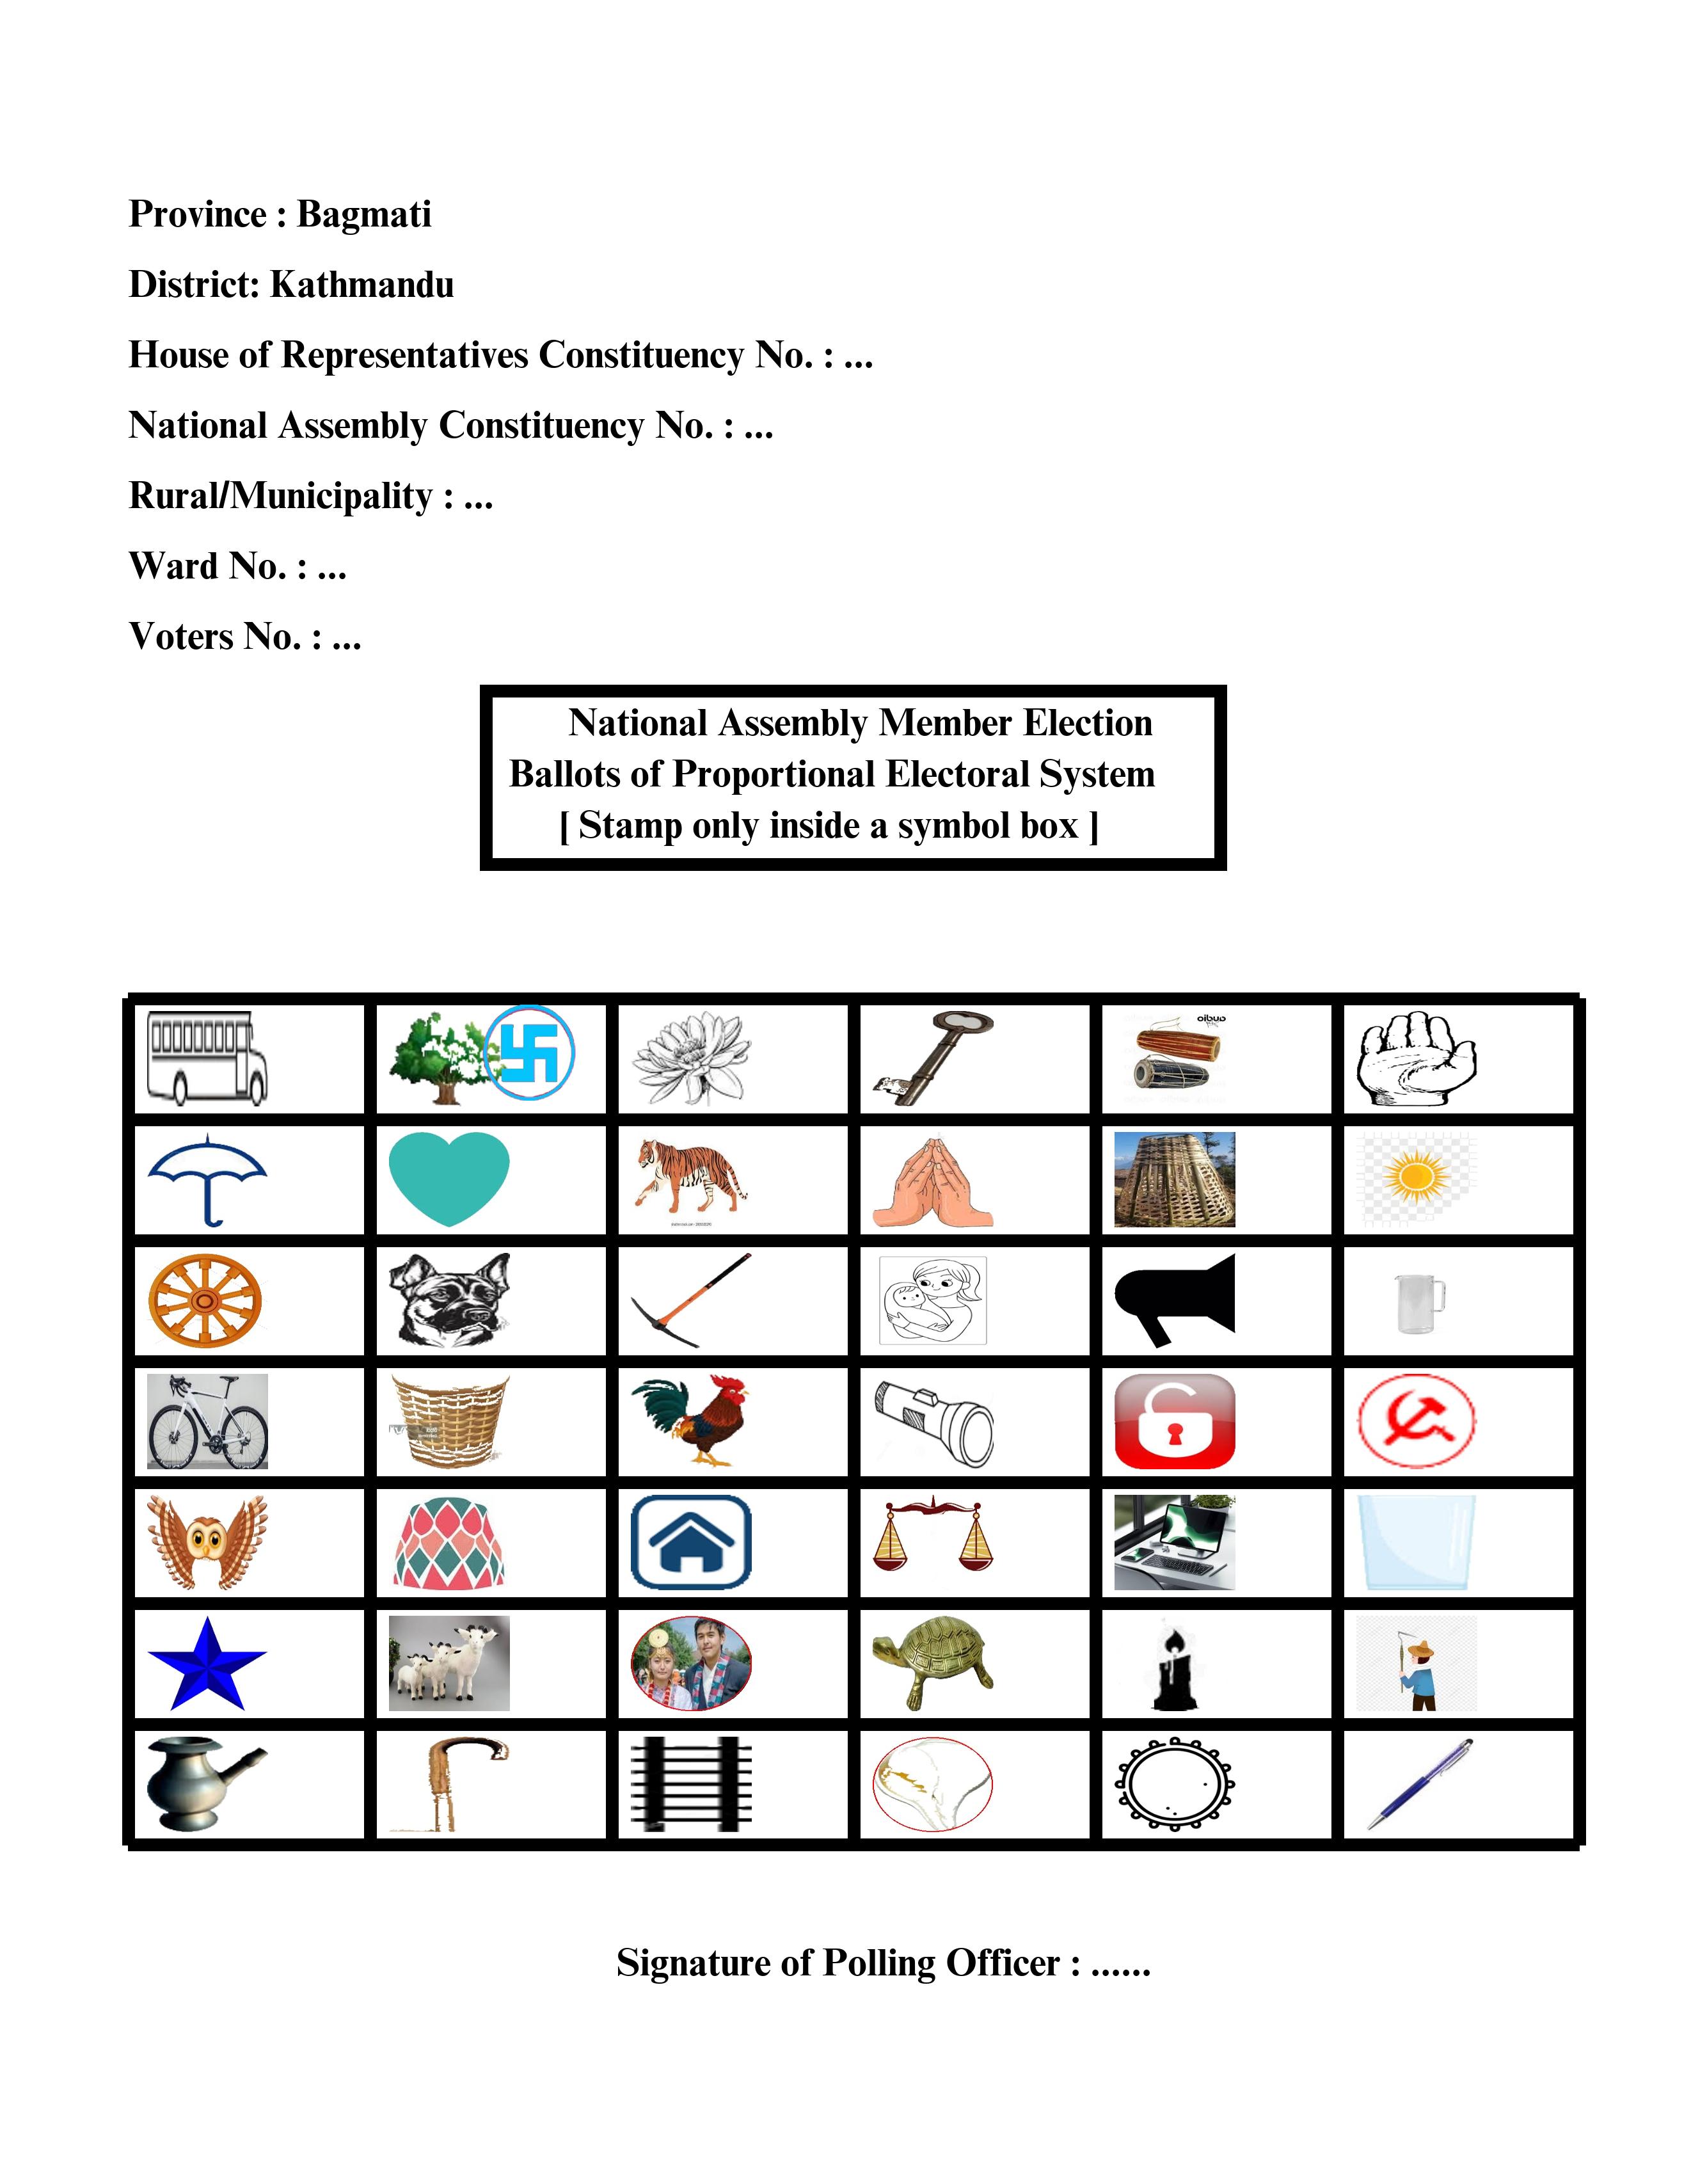 Province : Bagmati
District: Kathmandu
House of Representatives Constituency No. : ...
National Assembly Constituency No. : ...
Rural/Municipality : ...
Ward No. : ...
Voters No. : ...
National Assembly Member Election
Ballots of Proportional Electoral System
[ Stamp only inside a symbol box ]
Signature of Polling Officer : ......